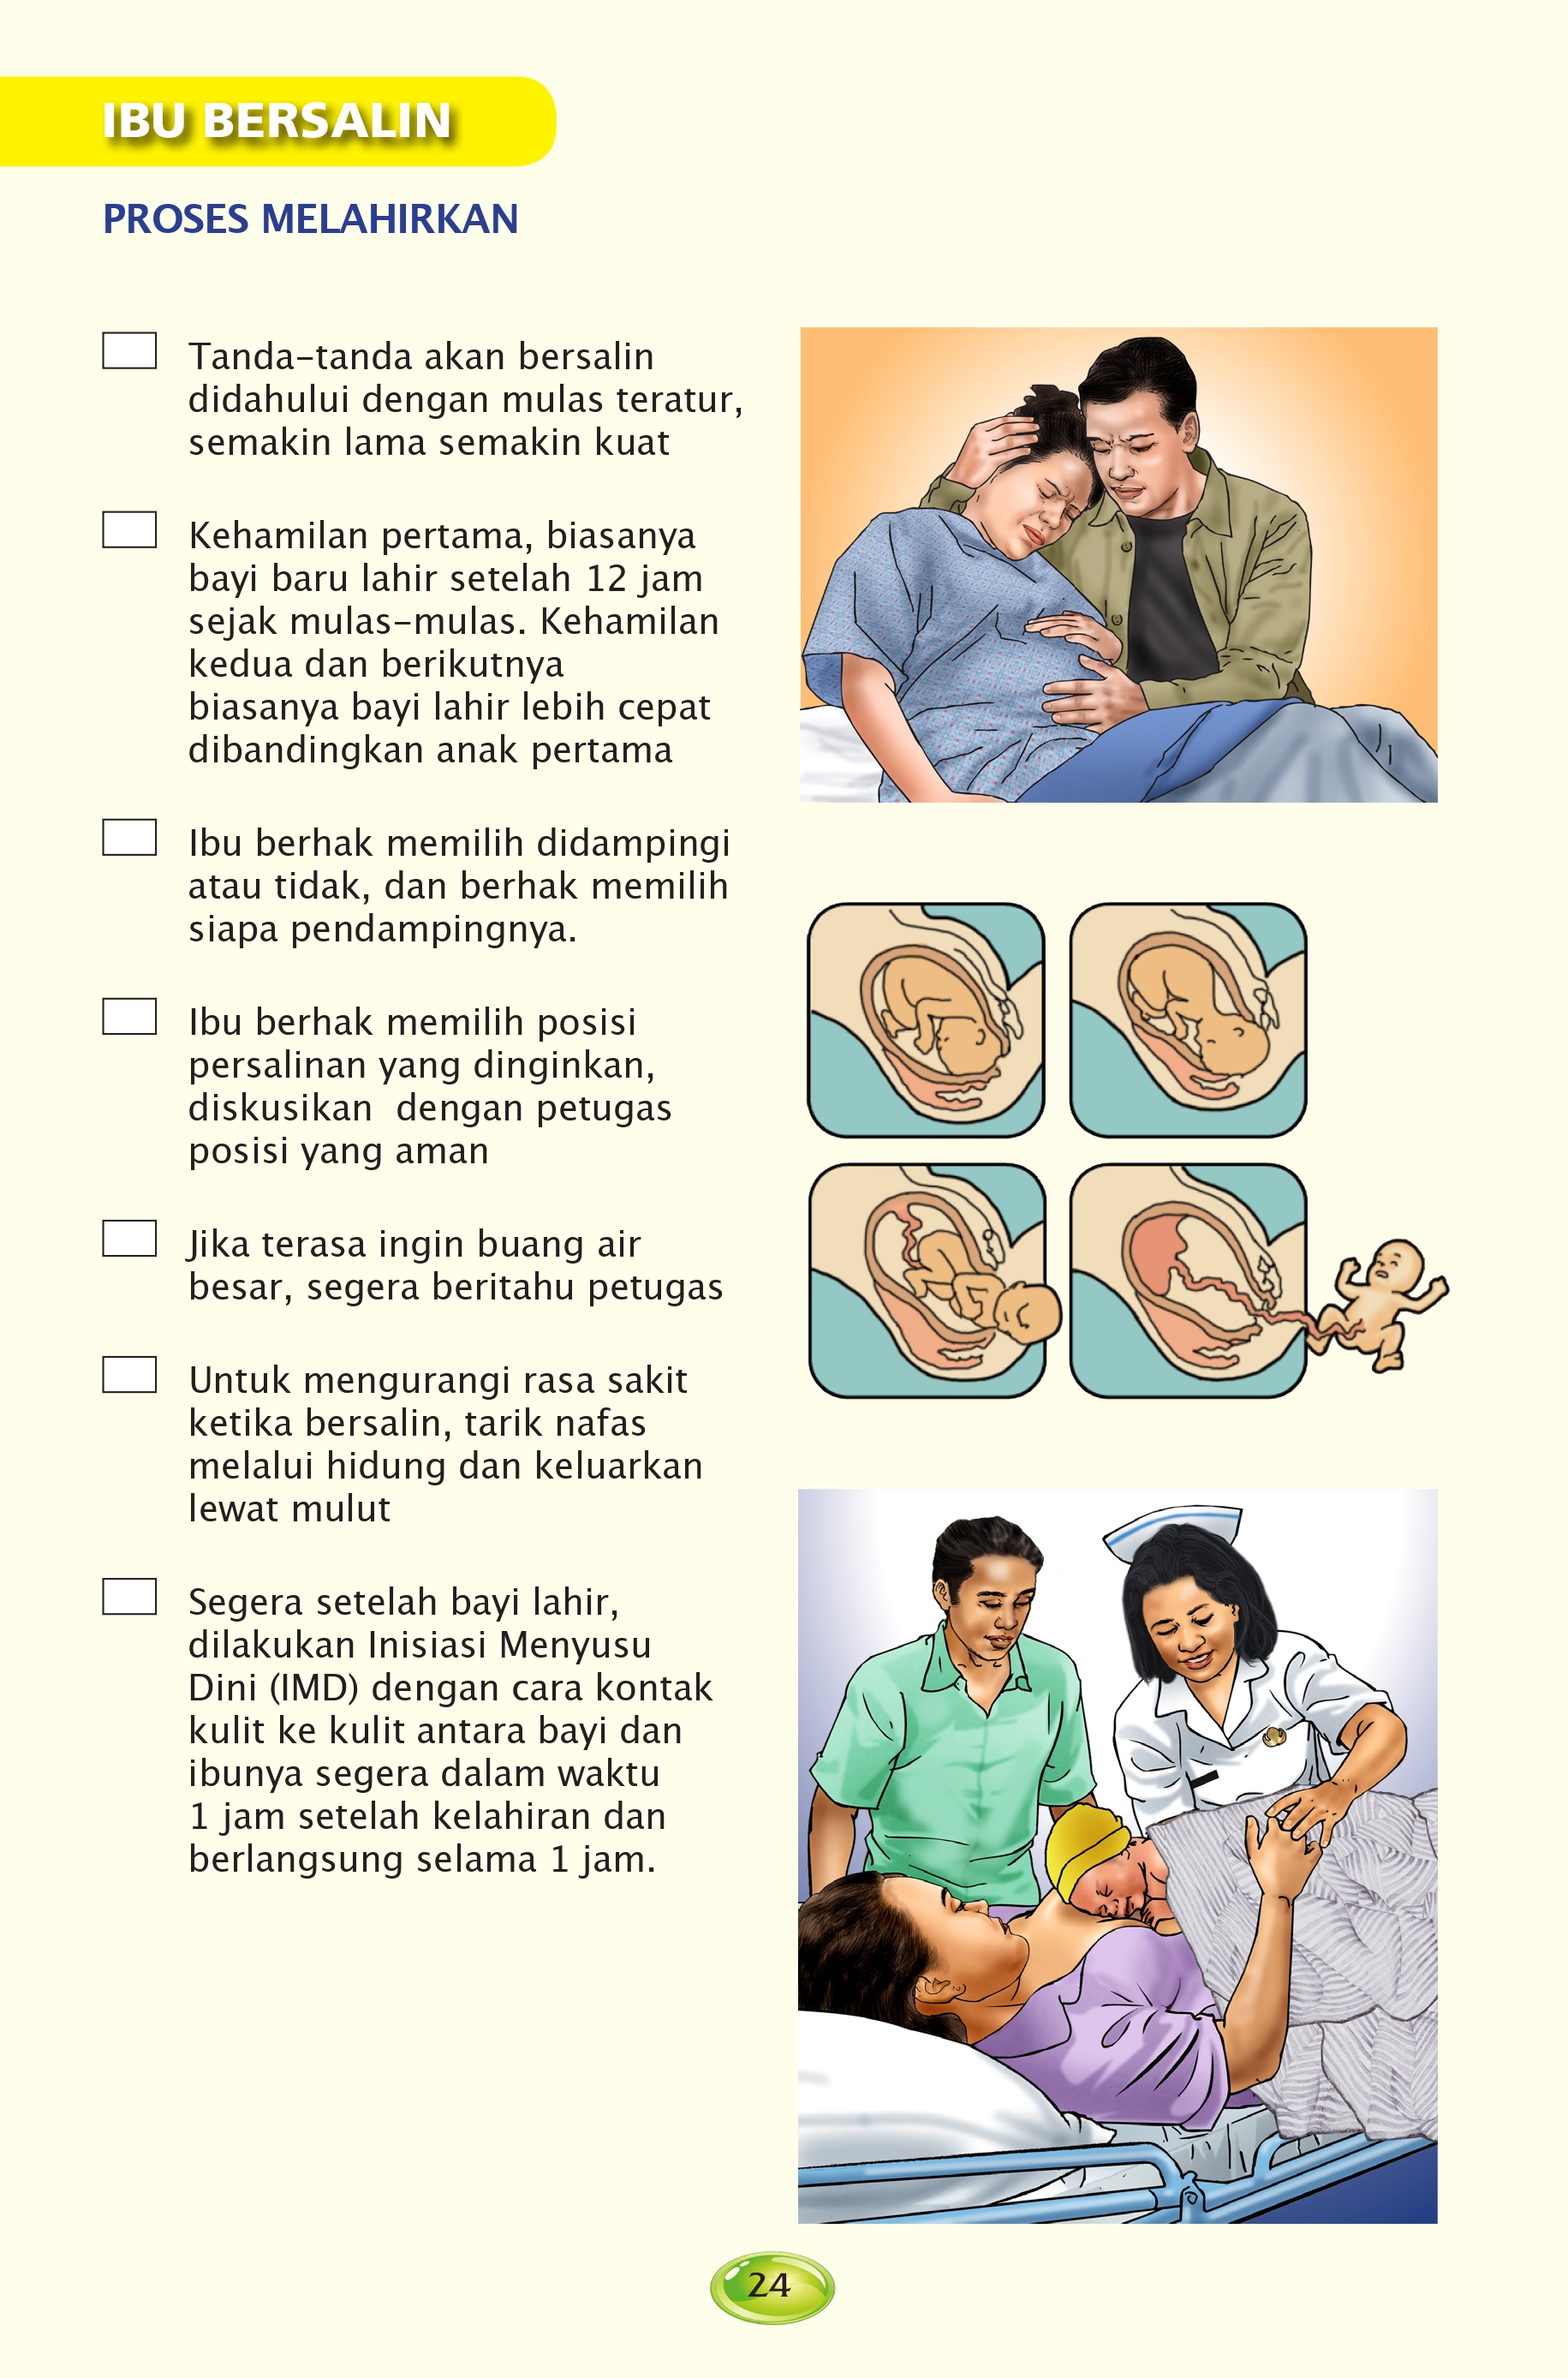 IBU BERSALIN
PROSES MELAHIRKAN
Tanda-tanda akan bersalin
didahului dengan mulas teratur,
semakin lama semakin kuat
Kehamilan pertama, biasanya
bayi baru lahir setelah 12 jam
sejak mulas-mulas. Kehamilan
kedua dan berikutnya
biasanya bayi lahir lebih cepat
dibandingkan anak pertama
Ibu berhak memilih didampingi
atau tidak, dan berhak memilih
siapa pendampingnya.
Ibu berhak memilih posisi
persalinan yang dinginkan,
diskusikan  dengan petugas
posisi yang aman
Jika terasa ingin buang air
besar, segera beritahu petugas
Untuk mengurangi rasa sakit
ketika bersalin, tarik nafas
melalui hidung dan keluarkan
lewat mulut
Segera setelah bayi lahir,
dilakukan Inisiasi Menyusu
Dini (IMD) dengan cara kontak
kulit ke kulit antara bayi dan
ibunya segera dalam waktu
1 jam setelah kelahiran dan
berlangsung selama 1 jam.
24